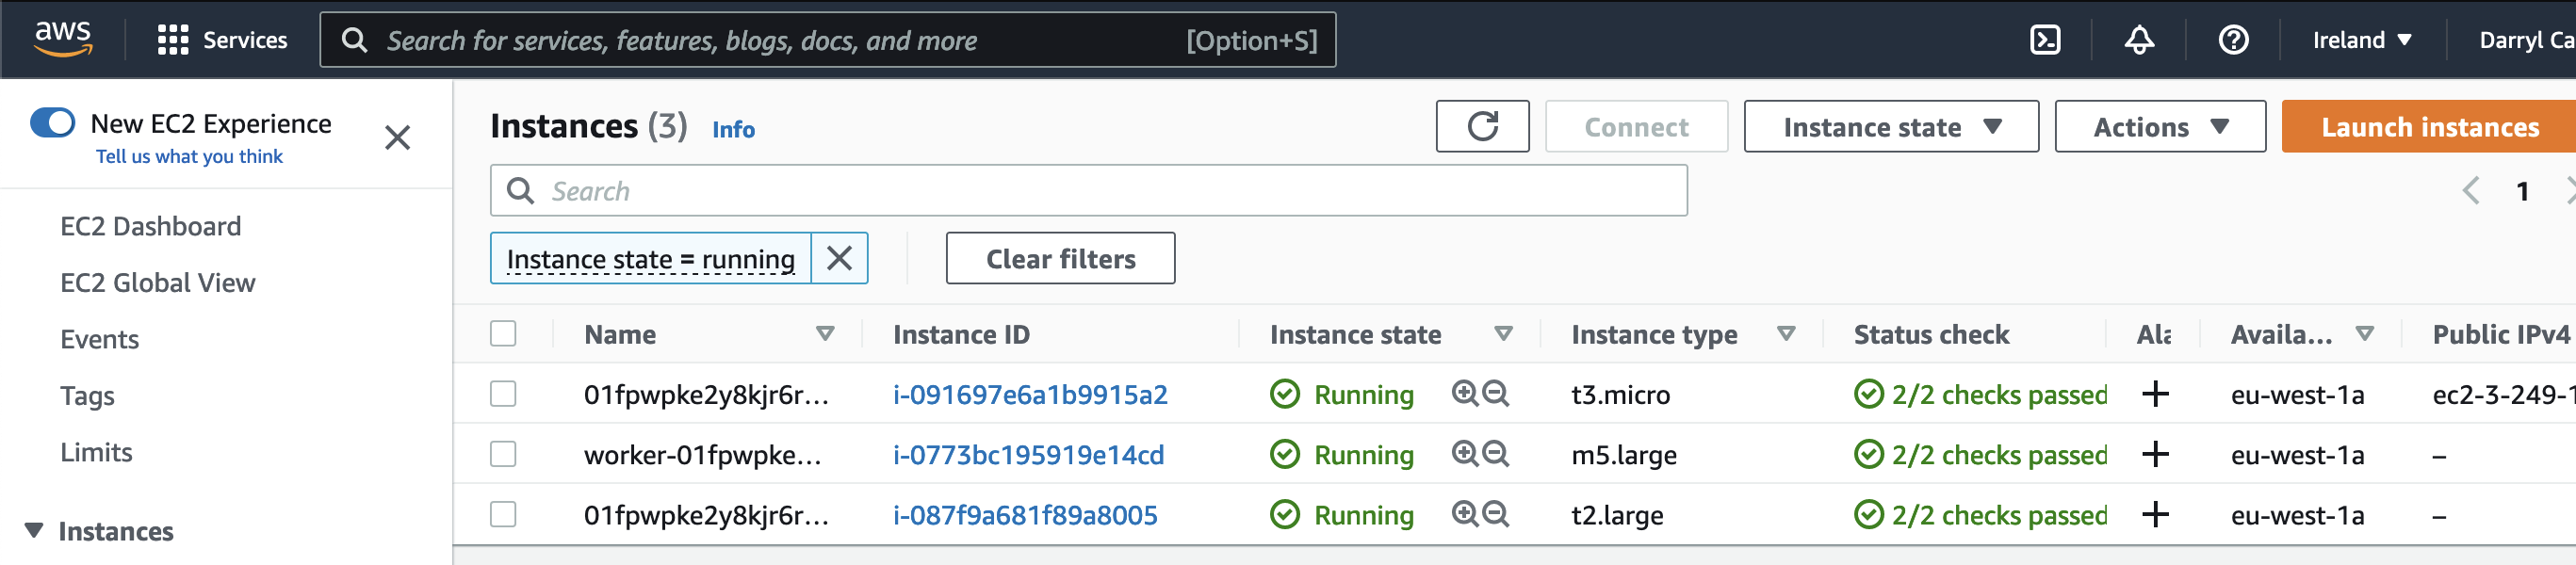 aws Services Search for services, features, blogs, docs, and more [Option+S] Ireland Darryl Ca
New EC2 Experience
Tell us what you think
EC2 Dashboard
EC2 Global View
Events
Tags
Limits
Instances
Instances (3) Info Connect Instance state Actions Launch instances
Search 1
Instance state = running Clear filters
Name Instance ID Instance state Instance type Status check Ala Availa... Public IPv4
01fpwpke2y8kjr6r... i-091697e6a1b9915a2 Running t3.micro 2/2 checks passed + eu-west-1a ec2-3-249-1
worker-01fpwpke... i-0773bc195919e14cd Running m5.large 2/2 checks passed + eu-west-1a –
01fpwpke2y8kjr6r... i-087f9a681f89a8005 Running t2.large 2/2 checks passed + eu-west-1a –